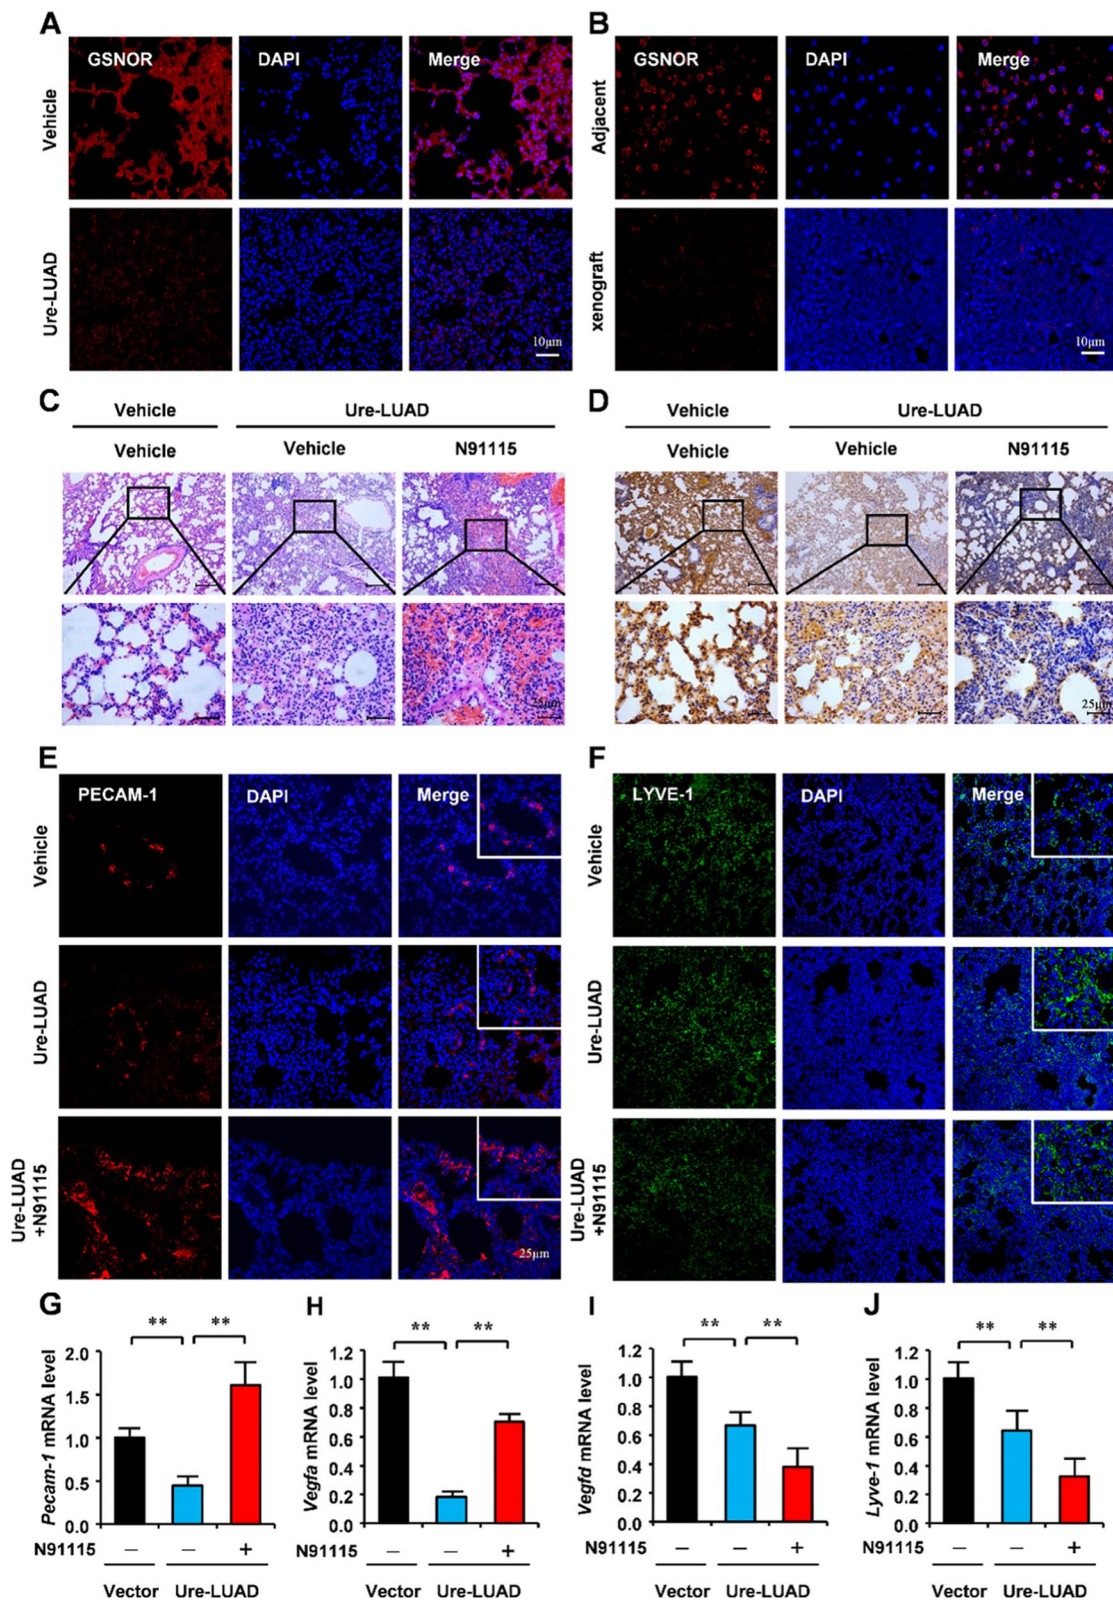 A
GSNOR
DAPI
Merge
Vehicle
Ure-LUAD
10μm
B
GSNOR
DAPI
Merge
Adjacent
xenograft
10μm
C
Vehicle
Ure-LUAD
Vehicle
Vehicle
N91115
25μm
D
Vehicle
Ure-LUAD
Vehicle
Vehicle
N91115
25μm
E
PECAM-1
DAPI
Merge
Vehicle
Ure-LUAD
Ure-LUAD
+N91115
25μm
F
LYVE-1
DAPI
Merge
Vehicle
Ure-LUAD
Ure-LUAD
+N91115
G
** **
Pecam-1 mRNA level
2.0
1.5
1.0
0.5
0.0
N91115 – – +
Vector Ure-LUAD
H
** **
Vegfa mRNA level
1.2
1.0
0.8
0.6
0.4
0.2
0.0
– – +
Vector Ure-LUAD
I
** **
Vegfd mRNA level
1.2
1.0
0.8
0.6
0.4
0.2
0.0
N91115 – – +
Vector Ure-LUAD
J
** **
Lyve-1 mRNA level
1.2
1.0
0.8
0.6
0.4
0.2
0.0
N91115 – – +
Vector Ure-LUAD